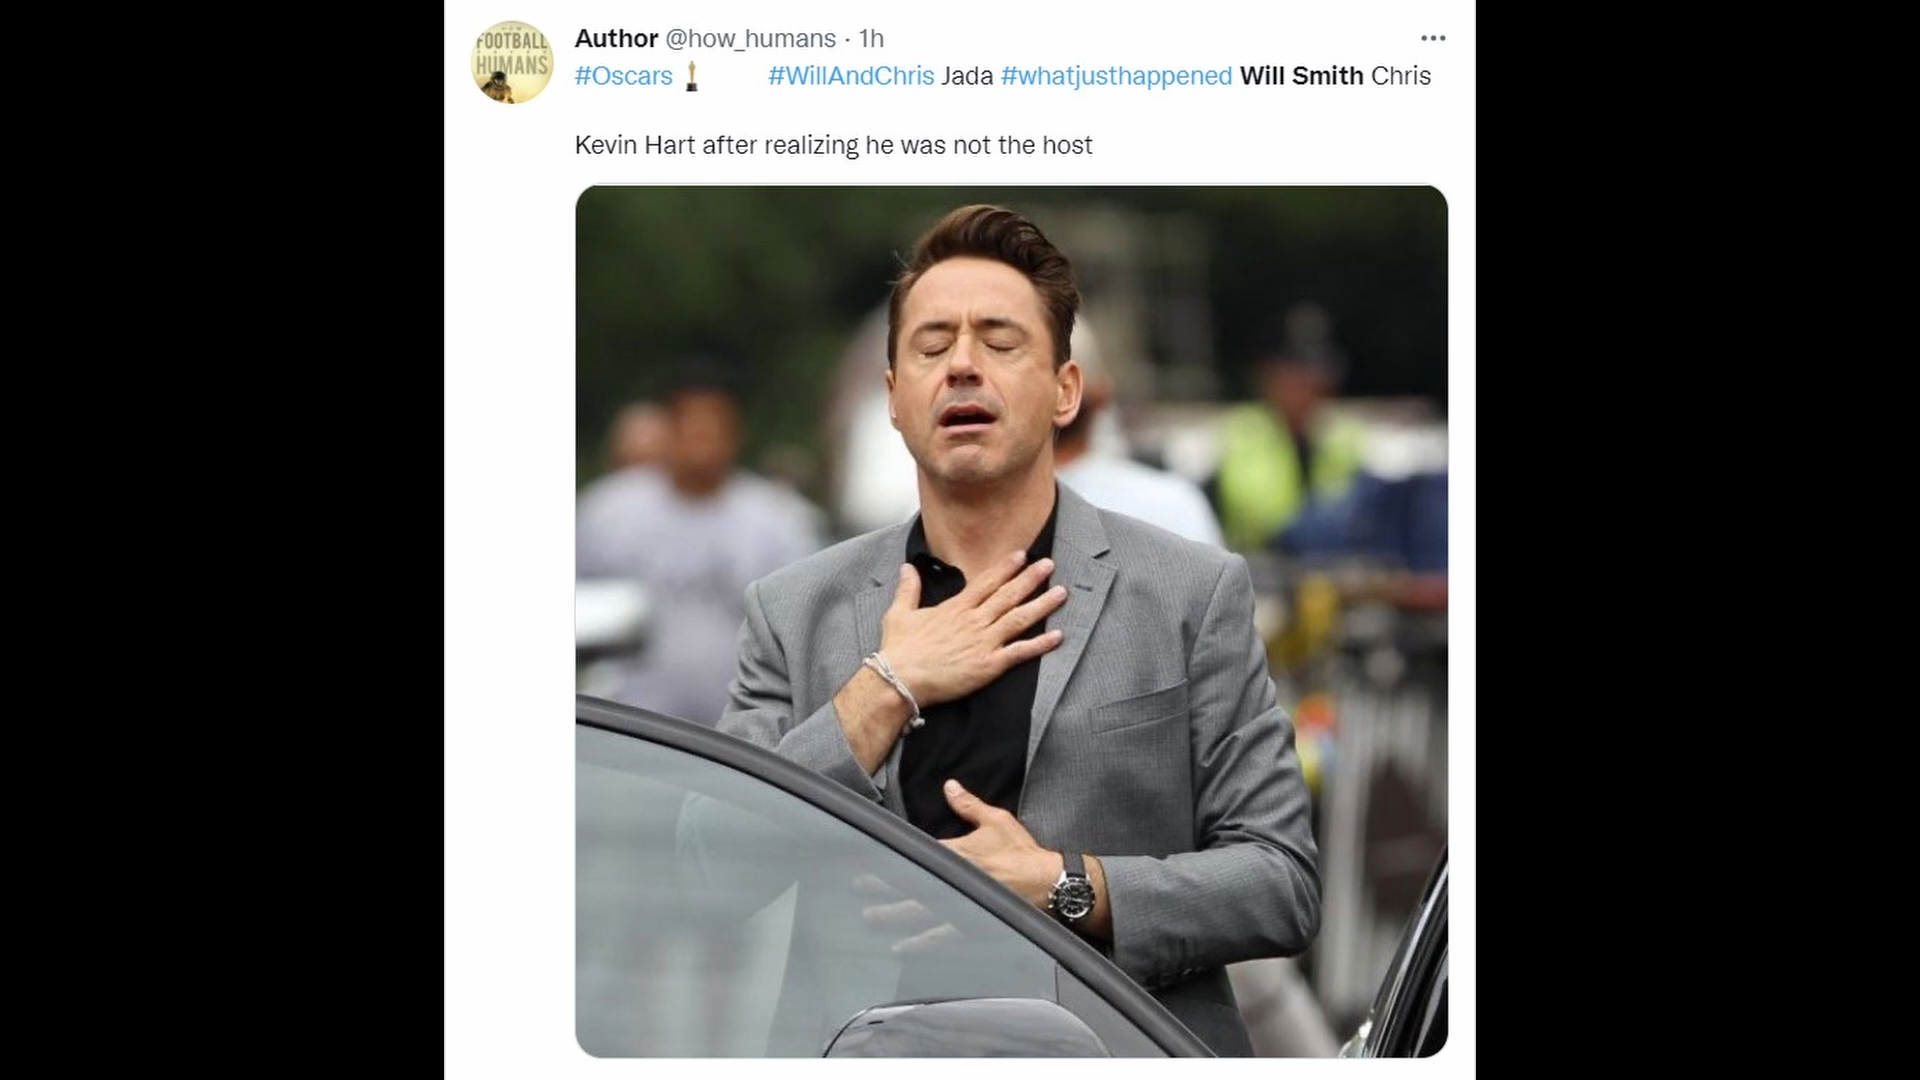 FOOTBALL
HUMANS
Author @how_humans · 1h
#Oscars #WillAndChris Jada #whatjusthappened Will Smith Chris
Kevin Hart after realizing he was not the host